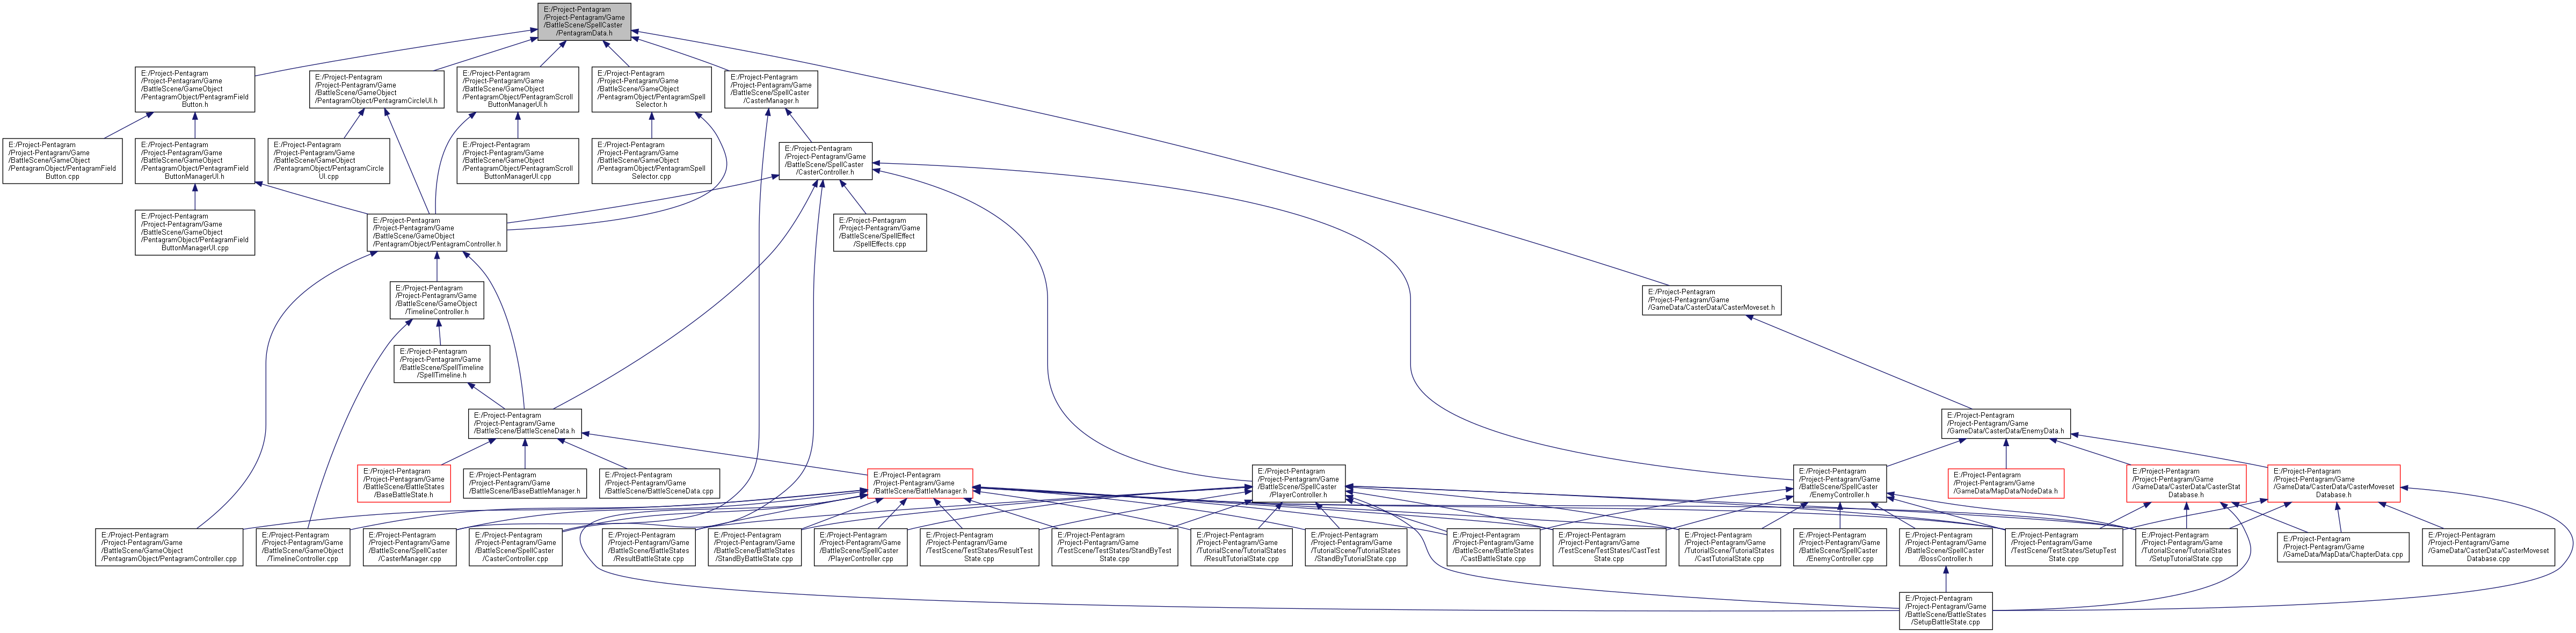 E:/Project-Pentagram
/Project-Pentagram/Game
/BattleScene/SpellCaster
/PentagramData.h
E:/Project-Pentagram
/Project-Pentagram/Game
/BattleScene/GameObject
/PentagramObject/PentagramField
Button.h
E:/Project-Pentagram
/Project-Pentagram/Game
/BattleScene/GameObject
/PentagramObject/PentagramCircleUI.h
E:/Project-Pentagram
/Project-Pentagram/Game
/BattleScene/GameObject
/PentagramObject/PentagramScroll
ButtonManagerUI.h
E:/Project-Pentagram
/Project-Pentagram/Game
/BattleScene/GameObject
/PentagramObject/PentagramSpell
Selector.h
E:/Project-Pentagram
/Project-Pentagram/Game
/BattleScene/SpellCaster
/CasterManager.h
E:/Project-Pentagram
/Project-Pentagram/Game
/BattleScene/GameObject
/PentagramObject/PentagramField
Button.cpp
E:/Project-Pentagram
/Project-Pentagram/Game
/BattleScene/GameObject
/PentagramObject/PentagramField
ButtonManagerUI.h
E:/Project-Pentagram
/Project-Pentagram/Game
/BattleScene/GameObject
/PentagramObject/PentagramCircle
UI.cpp
E:/Project-Pentagram
/Project-Pentagram/Game
/BattleScene/GameObject
/PentagramObject/PentagramScroll
ButtonManagerUI.cpp
E:/Project-Pentagram
/Project-Pentagram/Game
/BattleScene/GameObject
/PentagramObject/PentagramSpell
Selector.cpp
E:/Project-Pentagram
/Project-Pentagram/Game
/BattleScene/SpellCaster
/CasterController.h
E:/Project-Pentagram
/Project-Pentagram/Game
/BattleScene/GameObject
/PentagramObject/PentagramField
ButtonManagerUI.cpp
E:/Project-Pentagram
/Project-Pentagram/Game
/BattleScene/GameObject
/PentagramObject/PentagramController.h
E:/Project-Pentagram
/Project-Pentagram/Game
/BattleScene/SpellEffect
/SpellEffects.cpp
E:/Project-Pentagram
/Project-Pentagram/Game
/BattleScene/GameObject
/TimelineController.h
E:/Project-Pentagram
/Project-Pentagram/Game
/GameData/CasterData/CasterMoveset.h
E:/Project-Pentagram
/Project-Pentagram/Game
/BattleScene/SpellTimeline
/SpellTimeline.h
E:/Project-Pentagram
/Project-Pentagram/Game
/BattleScene/BattleSceneData.h
E:/Project-Pentagram
/Project-Pentagram/Game
/GameData/CasterData/EnemyData.h
E:/Project-Pentagram
/Project-Pentagram/Game
/BattleScene/BattleStates
/BaseBattleState.h
E:/Project-Pentagram
/Project-Pentagram/Game
/BattleScene/IBaseBattleManager.h
E:/Project-Pentagram
/Project-Pentagram/Game
/BattleScene/BattleSceneData.cpp
E:/Project-Pentagram
/Project-Pentagram/Game
/BattleScene/BattleManager.h
E:/Project-Pentagram
/Project-Pentagram/Game
/BattleScene/SpellCaster
/PlayerController.h
E:/Project-Pentagram
/Project-Pentagram/Game
/BattleScene/SpellCaster
/EnemyController.h
E:/Project-Pentagram
/Project-Pentagram/Game
/GameData/MapData/NodeData.h
E:/Project-Pentagram
/Project-Pentagram/Game
/GameData/CasterData/CasterStat
Database.h
E:/Project-Pentagram
/Project-Pentagram/Game
/GameData/CasterData/CasterMoveset
Database.h
E:/Project-Pentagram
/Project-Pentagram/Game
/BattleScene/GameObject
/PentagramObject/PentagramController.cpp
E:/Project-Pentagram
/Project-Pentagram/Game
/BattleScene/GameObject
/TimelineController.cpp
E:/Project-Pentagram
/Project-Pentagram/Game
/BattleScene/SpellCaster
/CasterManager.cpp
E:/Project-Pentagram
/Project-Pentagram/Game
/BattleScene/SpellCaster
/CasterController.cpp
E:/Project-Pentagram
/Project-Pentagram/Game
/BattleScene/BattleStates
/ResultBattleState.cpp
E:/Project-Pentagram
/Project-Pentagram/Game
/BattleScene/BattleStates
/StandByBattleState.cpp
E:/Project-Pentagram
/Project-Pentagram/Game
/BattleScene/SpellCaster
/PlayerController.cpp
E:/Project-Pentagram
/Project-Pentagram/Game
/TestScene/TestStates/ResultTest
State.cpp
E:/Project-Pentagram
/Project-Pentagram/Game
/TestScene/TestStates/StandByTest
State.cpp
E:/Project-Pentagram
/Project-Pentagram/Game
/TutorialScene/TutorialStates
/ResultTutorialState.cpp
E:/Project-Pentagram
/Project-Pentagram/Game
/TutorialScene/TutorialStates
/StandByTutorialState.cpp
E:/Project-Pentagram
/Project-Pentagram/Game
/BattleScene/BattleStates
/CastBattleState.cpp
E:/Project-Pentagram
/Project-Pentagram/Game
/TestScene/TestStates/CastTest
State.cpp
E:/Project-Pentagram
/Project-Pentagram/Game
/TutorialScene/TutorialStates
/CastTutorialState.cpp
E:/Project-Pentagram
/Project-Pentagram/Game
/BattleScene/SpellCaster
/EnemyController.cpp
E:/Project-Pentagram
/Project-Pentagram/Game
/BattleScene/SpellCaster
/BossController.h
E:/Project-Pentagram
/Project-Pentagram/Game
/TestScene/TestStates/SetupTest
State.cpp
E:/Project-Pentagram
/Project-Pentagram/Game
/TutorialScene/TutorialStates
/SetupTutorialState.cpp
E:/Project-Pentagram
/Project-Pentagram/Game
/GameData/MapData/ChapterData.cpp
E:/Project-Pentagram
/Project-Pentagram/Game
/GameData/CasterData/CasterMoveset
Database.cpp
E:/Project-Pentagram
/Project-Pentagram/Game
/BattleScene/BattleStates
/SetupBattleState.cpp